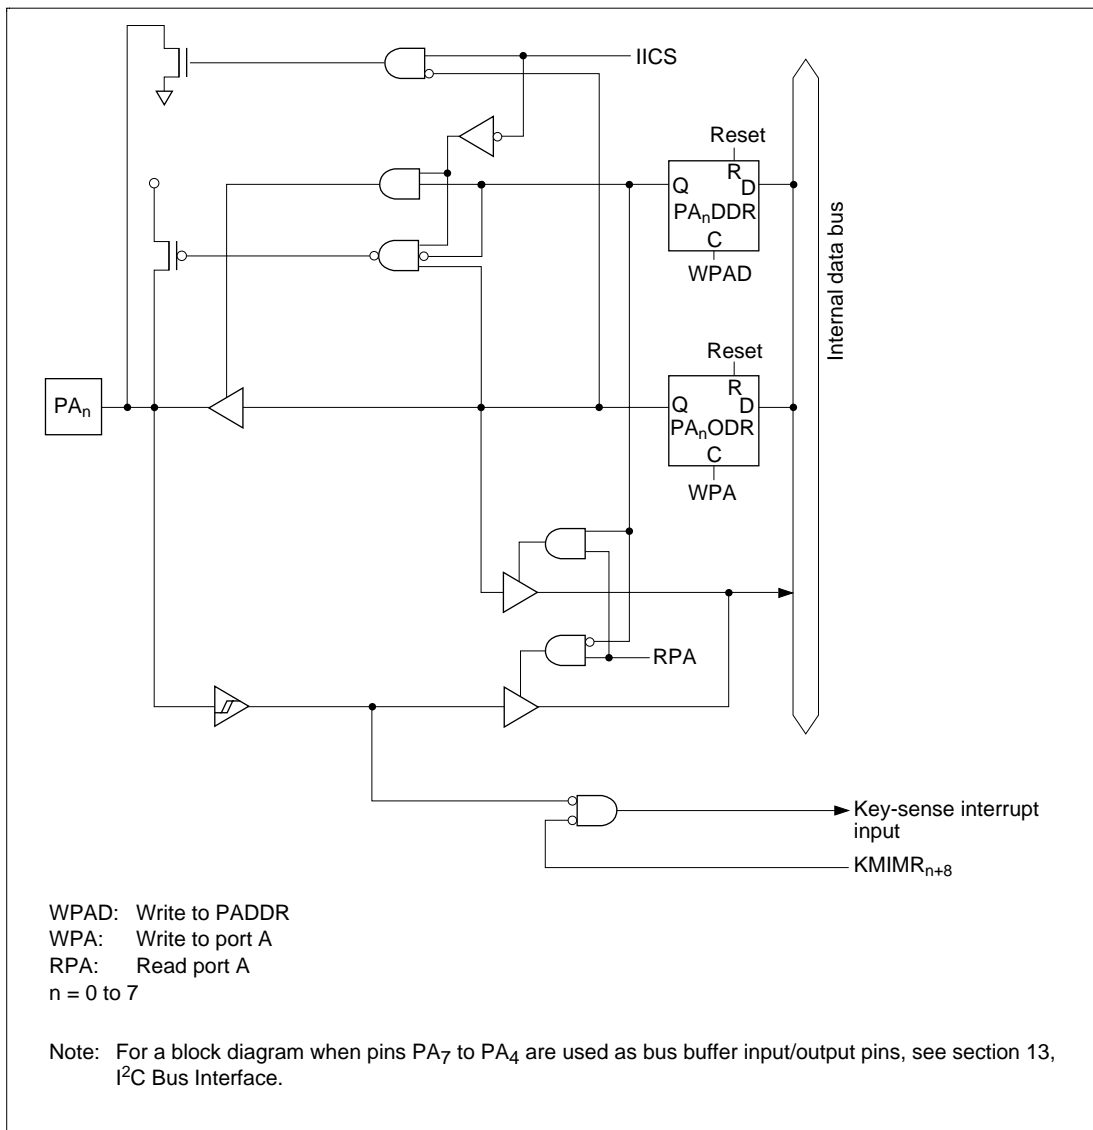 IICS
Reset
R
Q D
PAnDDR
C
WPAD
Internal data bus
Reset
R
PAn
Q D
PAnODR
C
WPA
RPA
Key-sense interrupt
input
KMIMRn+8
WPAD: Write to PADDR
WPA: Write to port A
RPA: Read port A
n = 0 to 7
Note: For a block diagram when pins PA7 to PA4 are used as bus buffer input/output pins, see section 13,
I2C Bus Interface.